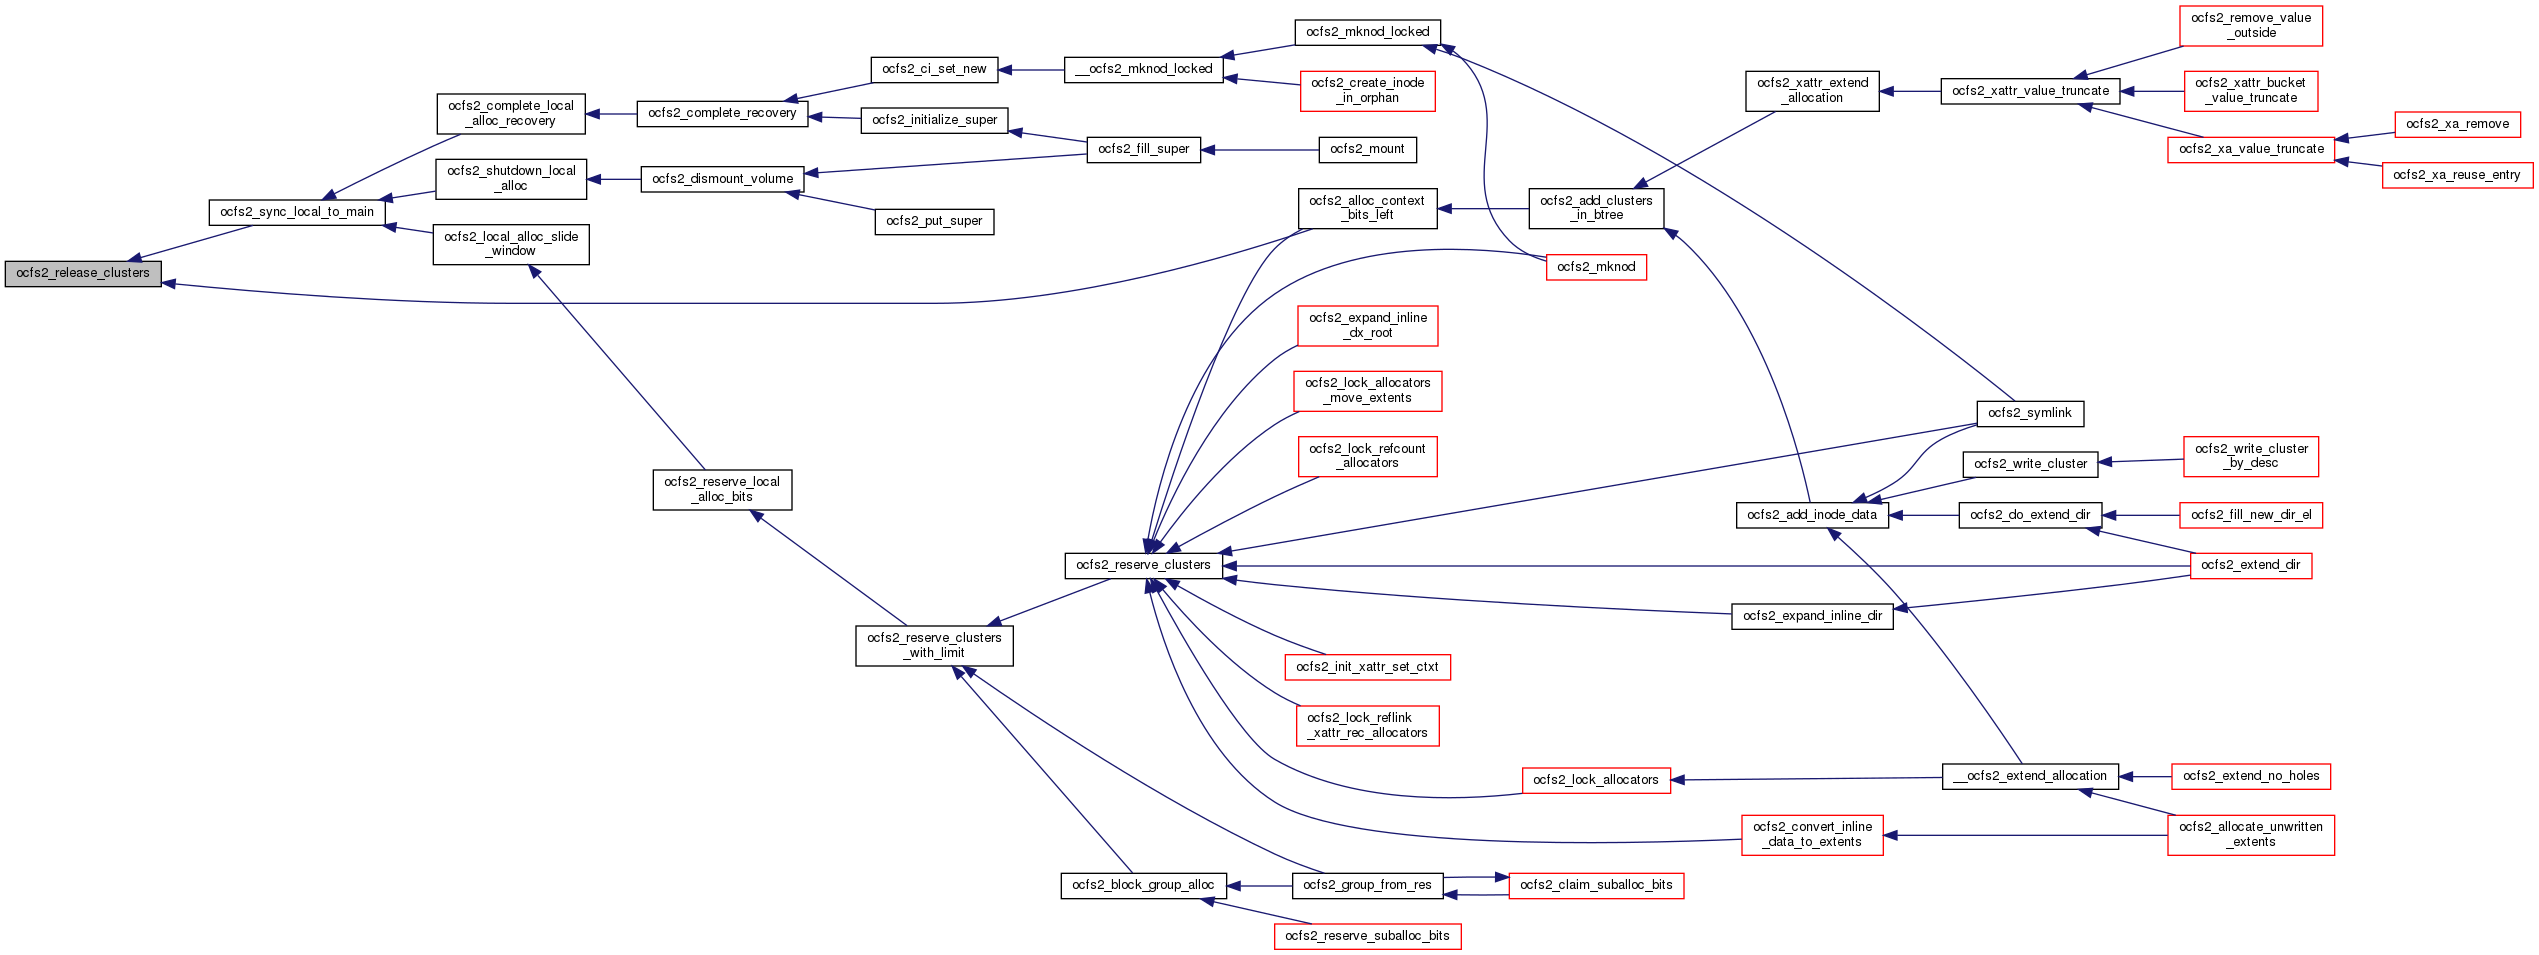 ocfs2_release_clusters
ocfs2_sync_local_to_main
ocfs2_complete_local
_alloc_recovery
ocfs2_shutdown_local
_alloc
ocfs2_local_alloc_slide
_window
ocfs2_complete_recovery
ocfs2_dismount_volume
ocfs2_reserve_local
_alloc_bits
ocfs2_ci_set_new
ocfs2_initialize_super
ocfs2_put_super
ocfs2_reserve_clusters
_with_limit
__ocfs2_mknod_locked
ocfs2_fill_super
ocfs2_reserve_clusters
ocfs2_block_group_alloc
ocfs2_mknod_locked
ocfs2_create_inode
_in_orphan
ocfs2_mount
ocfs2_alloc_context
_bits_left
ocfs2_expand_inline
_dx_root
ocfs2_lock_allocators
_move_extents
ocfs2_lock_refcount
_allocators
ocfs2_init_xattr_set_ctxt
ocfs2_lock_reflink
_xattr_rec_allocators
ocfs2_group_from_res
ocfs2_reserve_suballoc_bits
ocfs2_add_clusters
_in_btree
ocfs2_mknod
ocfs2_lock_allocators
ocfs2_claim_suballoc_bits
ocfs2_xattr_extend
_allocation
ocfs2_add_inode_data
ocfs2_expand_inline_dir
ocfs2_convert_inline
_data_to_extents
ocfs2_xattr_value_truncate
ocfs2_symlink
ocfs2_write_cluster
ocfs2_do_extend_dir
__ocfs2_extend_allocation
ocfs2_remove_value
_outside
ocfs2_xattr_bucket
_value_truncate
ocfs2_xa_value_truncate
ocfs2_write_cluster
_by_desc
ocfs2_fill_new_dir_el
ocfs2_extend_dir
ocfs2_extend_no_holes
ocfs2_allocate_unwritten
_extents
ocfs2_xa_remove
ocfs2_xa_reuse_entry